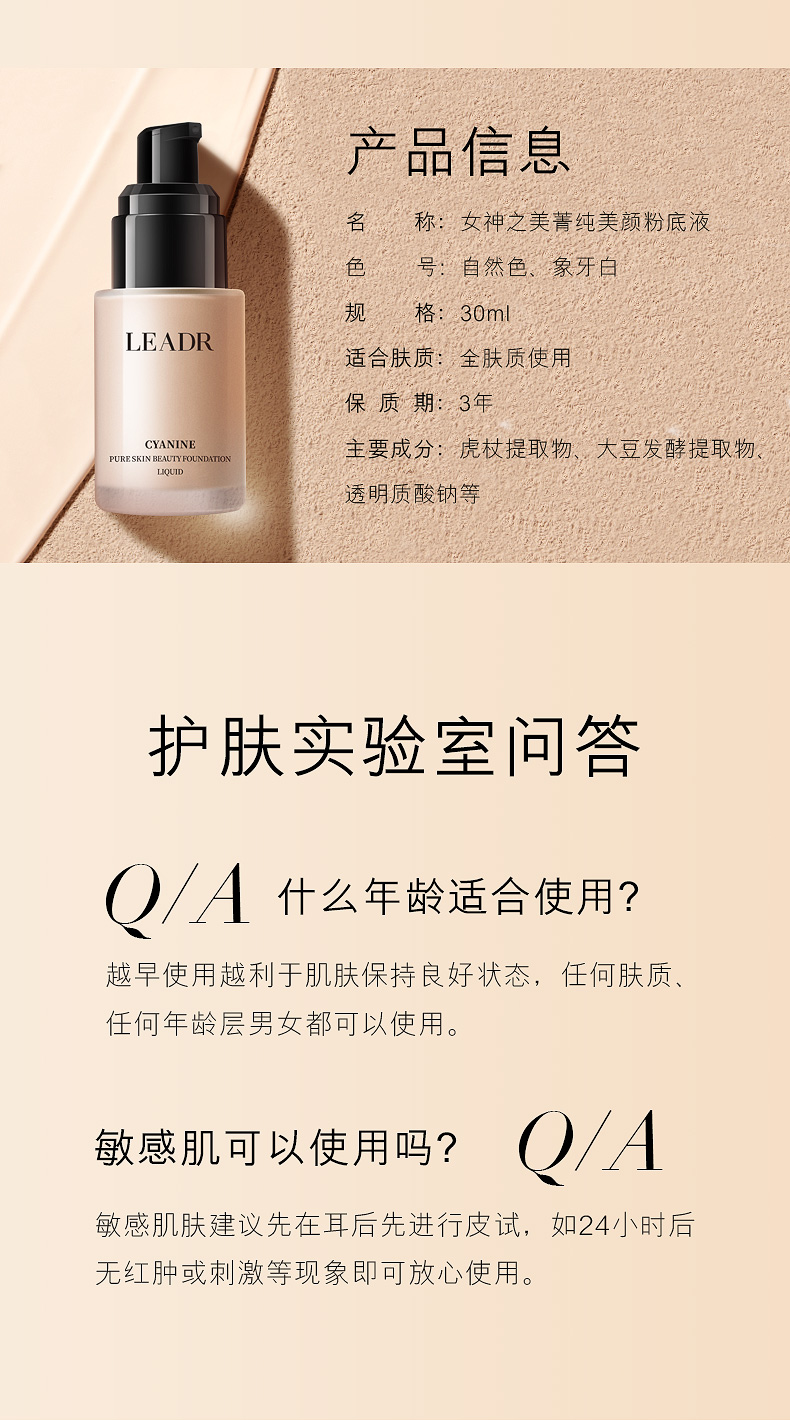 产品信息
名称：女神之美菁纯美颜粉底液
色号：自然色、象牙白
规格：30ml
适合肤质：全肤质使用
保质期：3年
主要成分：虎杖提取物、大豆发酵提取物、
透明质酸钠等
LEADR
CYANINE
PURE SKIN BEAUTY FOUNDATION
LIQUID
护肤实验室问答
Q/A 什么年龄适合使用?
越早使用越利于肌肤保持良好状态，任何肤质、
任何年龄层男女都可以使用。
敏感肌可以使用吗? Q/A
敏感肌肤建议先在耳后先进行皮试，如24小时后
无红肿或刺激等现象即可放心使用。